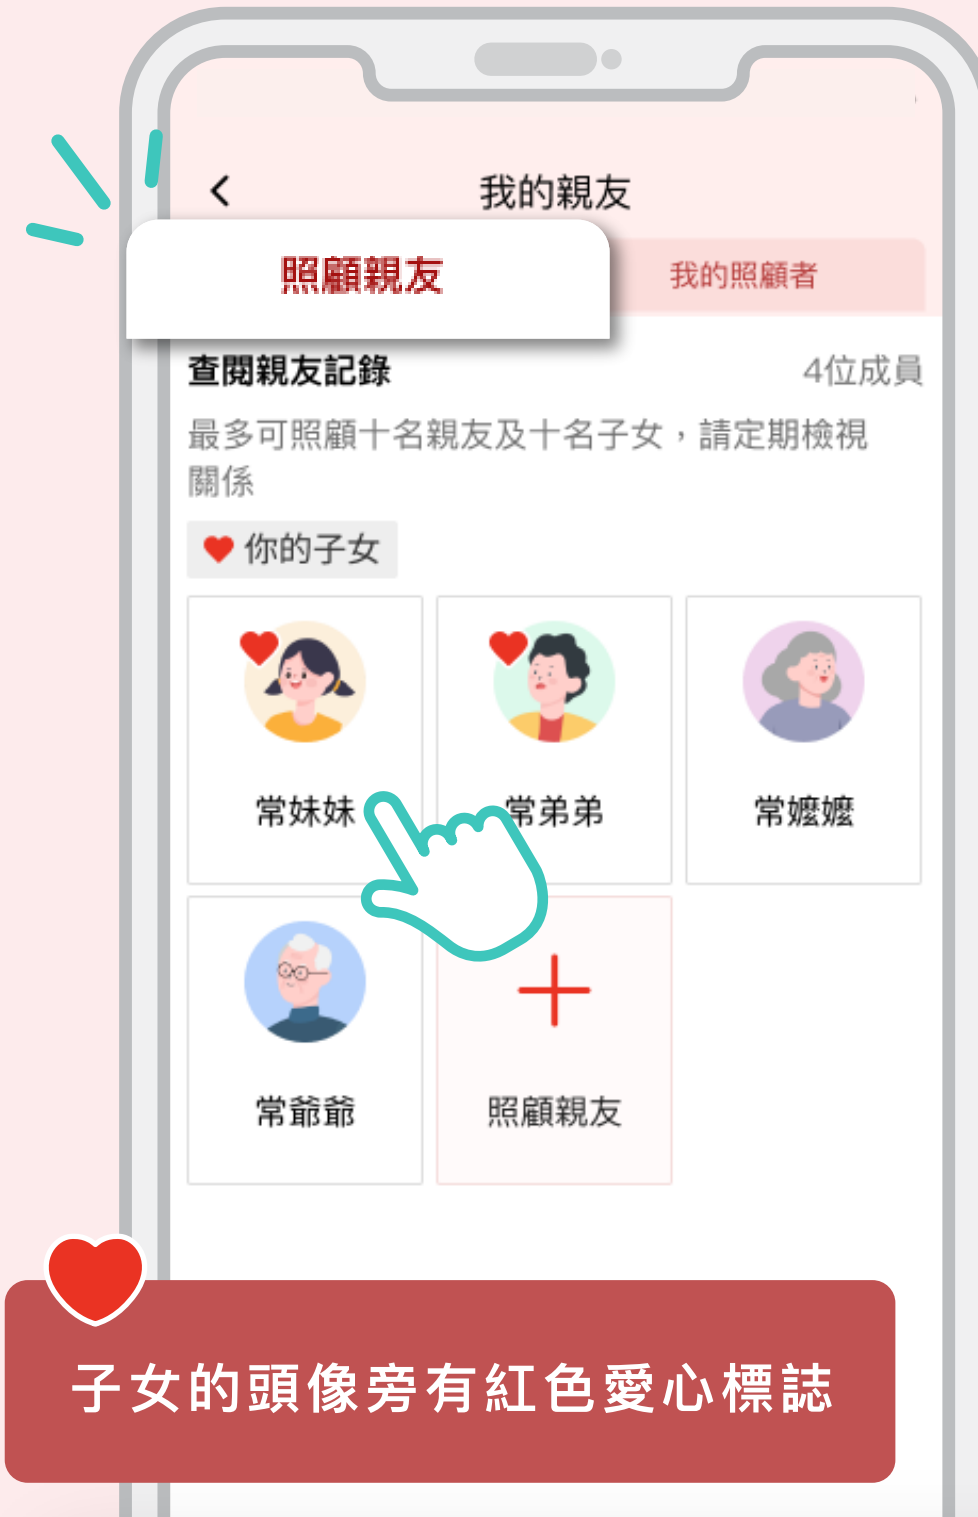 我的親友
照顧親友
我的照顧者
查閱親友記錄
4位成員
最多可照顧十名親友及十名子女，請定期檢視
關係
你的子女
常妹妹
常弟弟
常嬤嬤
常爺爺
照顧親友
子女的頭像旁有紅色愛心標誌